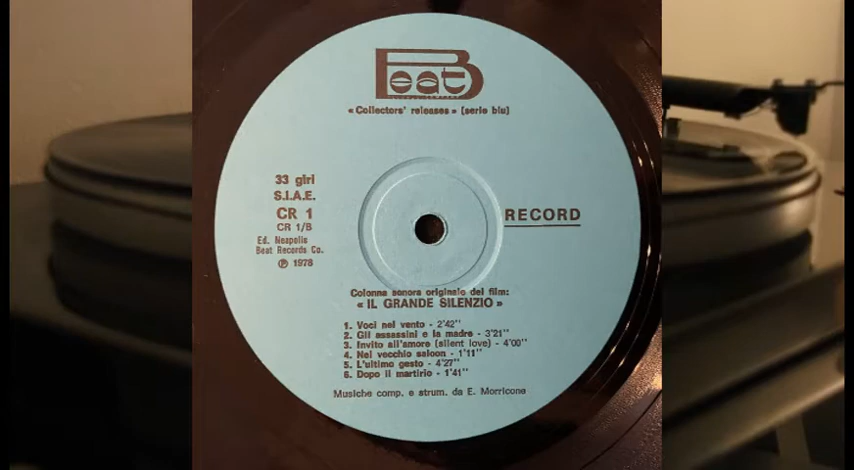 Beat
« Collectors' releases » (serie blu)
33 giri
S.I.A.E.
CR 1
CR 1/B
Ed. Neapolis
Beat Records Co.
Ⓟ 1978
RECORD
Colonna sonora originale del film:
« IL GRANDE SILENZIO »
1. Voci nel vento - 2'42''
2. Gli assassini e la madre - 3'21''
3. Invito all'amore (silent love) - 4'00''
4. Nel vecchio saloon - 1'11''
5. L'ultimo gesto - 4'27''
6. Dopo il martirio - 1'41''
Musiche comp. e strum. da E. Morricone